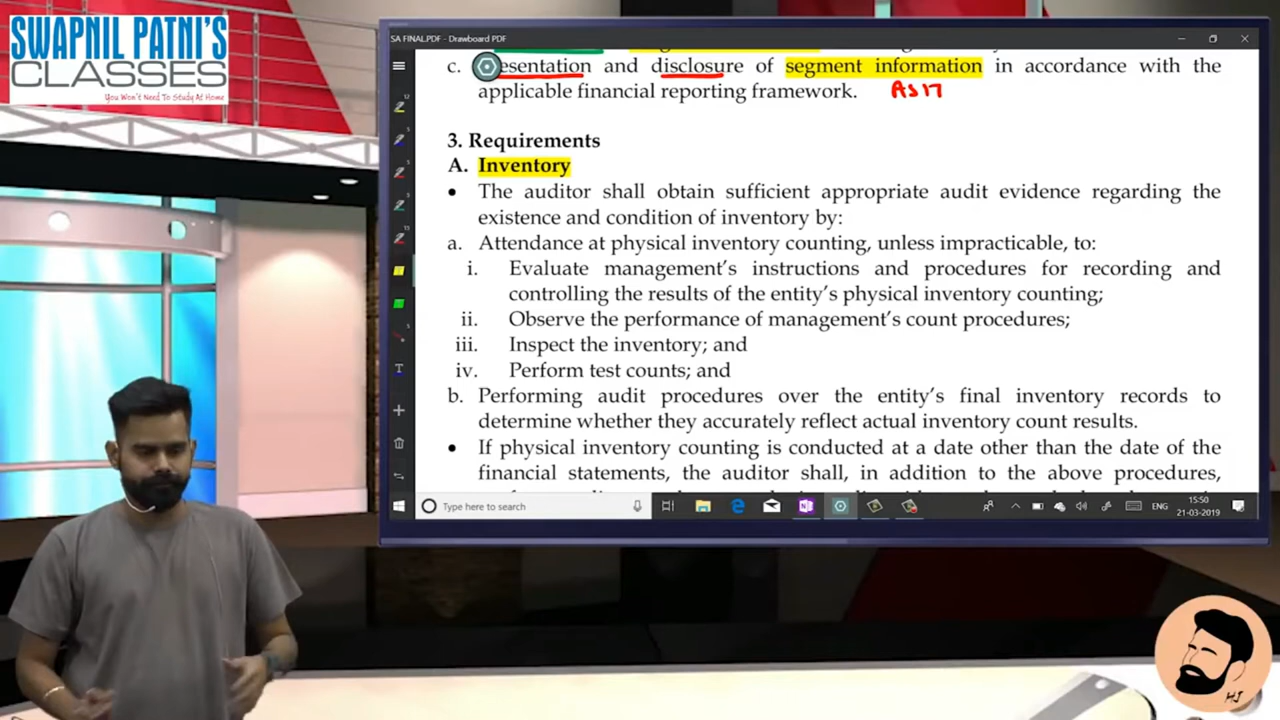 SWAPNIL PATNI'S
CLASSES
You Won't Need To Study At Home
SA FINAL.PDF - Drawboard PDF
c. esentation and disclosure of segment information in accordance with the
applicable financial reporting framework. AS 17
3. Requirements
A. Inventory
• The auditor shall obtain sufficient appropriate audit evidence regarding the
existence and condition of inventory by:
a. Attendance at physical inventory counting, unless impracticable, to:
i. Evaluate management's instructions and procedures for recording and
controlling the results of the entity's physical inventory counting;
ii. Observe the performance of management's count procedures;
iii. Inspect the inventory; and
iv. Perform test counts; and
b. Performing audit procedures over the entity's final inventory records to
determine whether they accurately reflect actual inventory count results.
• If physical inventory counting is conducted at a date other than the date of the
financial statements, the auditor shall, in addition to the above procedures,
Type here to search
ENG
15:50
21-03-2019
HJ